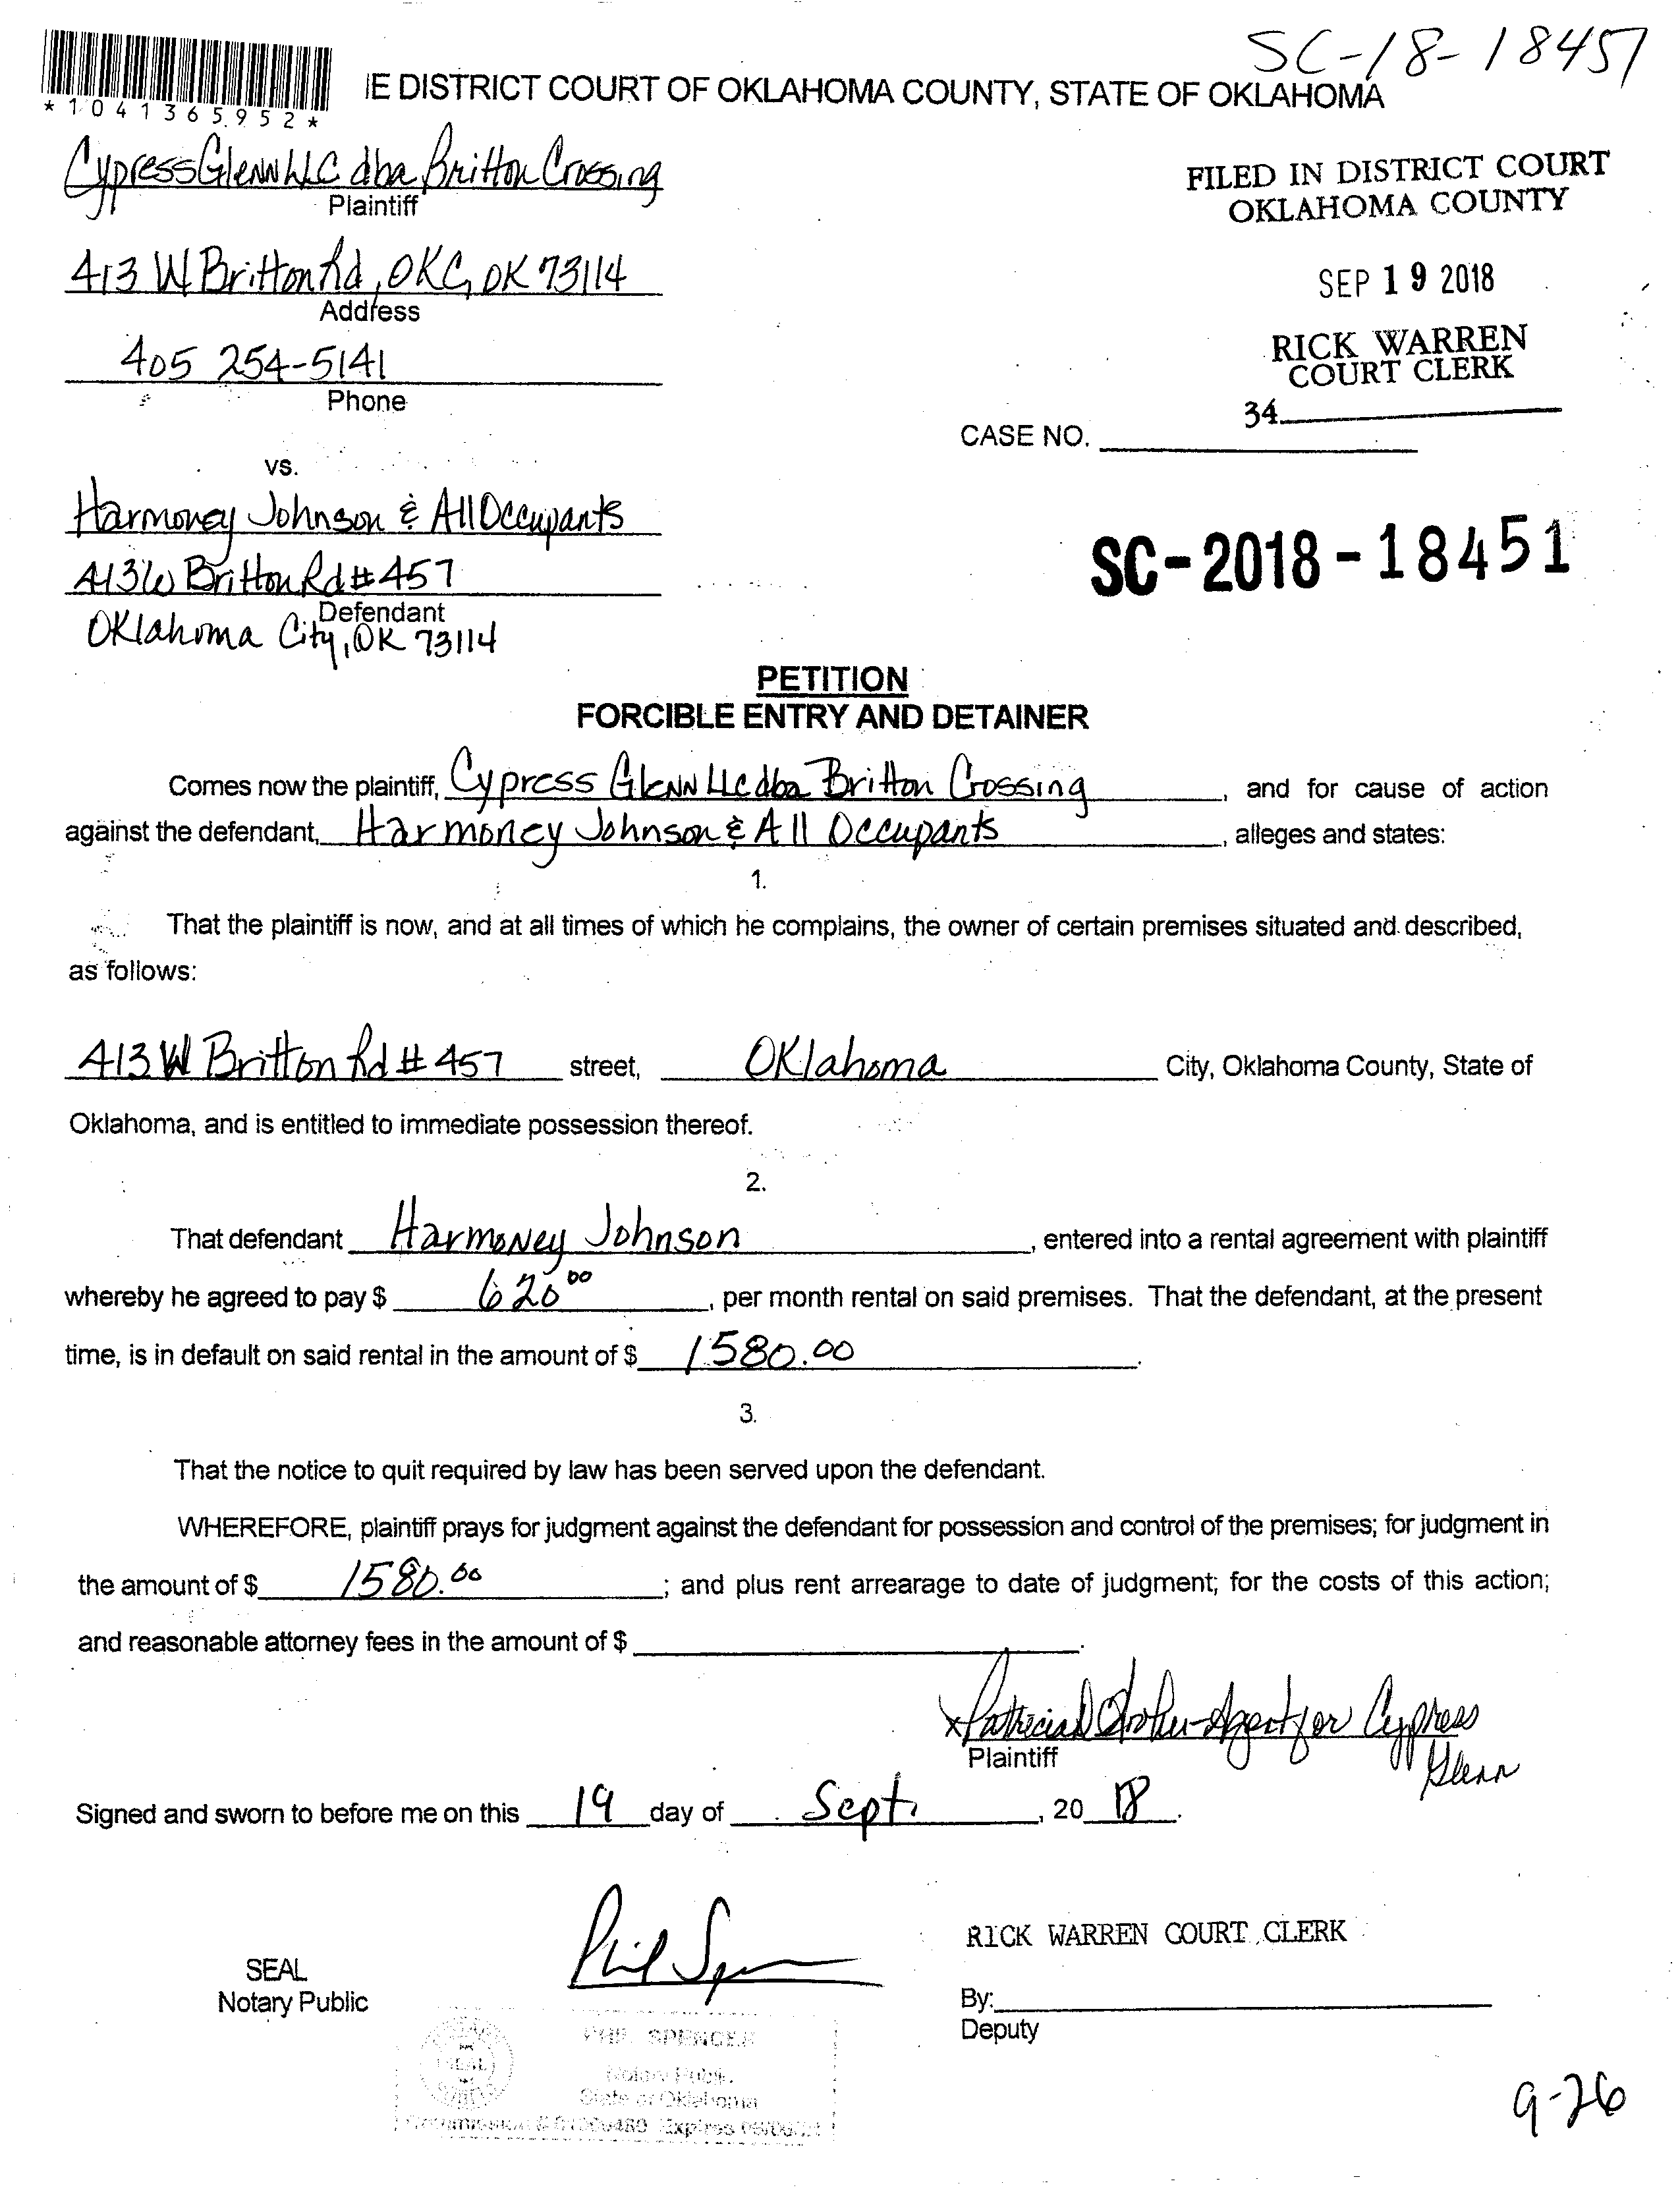 SC-18-18451
*1041365952*
IE DISTRICT COURT OF OKLAHOMA COUNTY, STATE OF OKLAHOMA
Cypress Glenn LLC dba Britton Crossing
Plaintiff
FILED IN DISTRICT COURT
OKLAHOMA COUNTY
413 W Britton Rd, OKC, OK 73114
Address
SEP 19 2018
405 254-5141
Phone
RICK WARREN
COURT CLERK
34
CASE NO.
vs.
Harmoney Johnson & All Occupants
413 W Britton Rd # 457
Defendant
Oklahoma City, OK 73114
SC-2018-18451
PETITION
FORCIBLE ENTRY AND DETAINER
Comes now the plaintiff, Cypress Glenn LLC dba Britton Crossing, and for cause of action
against the defendant, Harmoney Johnson & All Occupants, alleges and states:
1.
That the plaintiff is now, and at all times of which he complains, the owner of certain premises situated and described,
as follows:
413 W Britton Rd # 457 street, Oklahoma City, Oklahoma County, State of
Oklahoma, and is entitled to immediate possession thereof.
2.
That defendant Harmoney Johnson, entered into a rental agreement with plaintiff
whereby he agreed to pay $ 620.00, per month rental on said premises. That the defendant, at the present
time, is in default on said rental in the amount of $ 1580.00.
3.
That the notice to quit required by law has been served upon the defendant.
WHEREFORE, plaintiff prays for judgment against the defendant for possession and control of the premises; for judgment in
the amount of $ 1580.00; and plus rent arrearage to date of judgment; for the costs of this action;
and reasonable attorney fees in the amount of $
x Patricia - Agent for Cypress
Glenn
Plaintiff
Signed and sworn to before me on this 19 day of Sept., 2018.
Phil Spencer
RICK WARREN COURT CLERK
SEAL
Notary Public
By:
Deputy
PHIL SPENCER
SEAL
Notary Public
State of Oklahoma
9-26